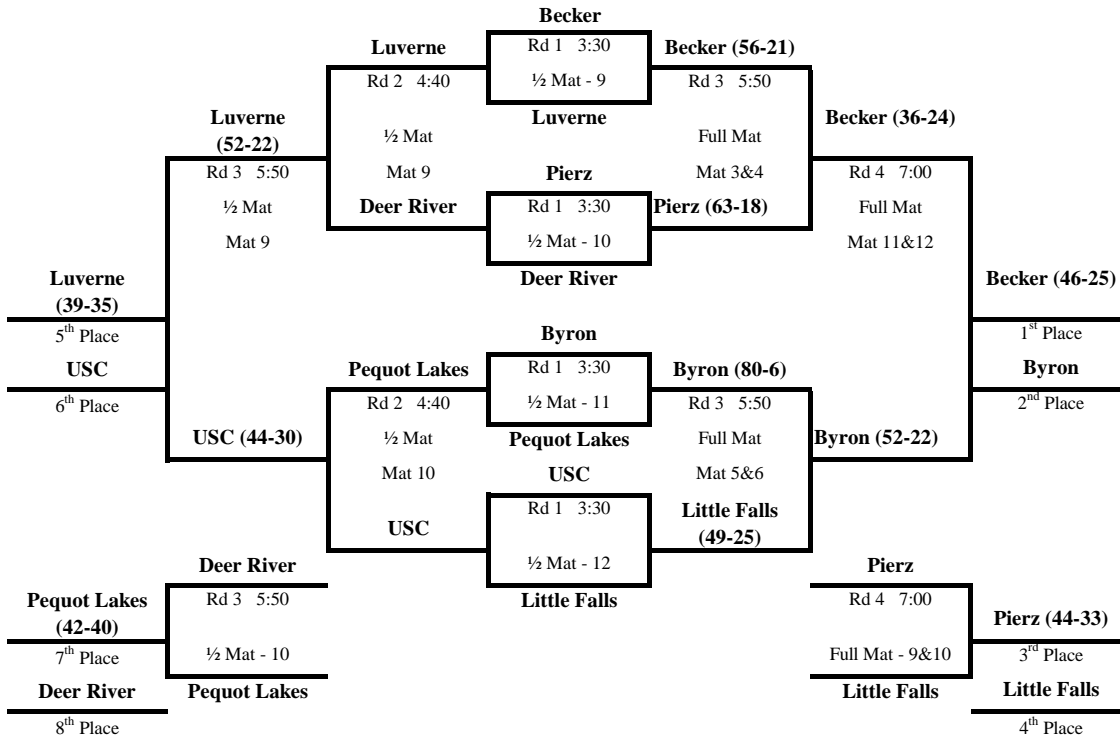 Becker
Luverne
Rd 1 3:30
Becker (56-21)
Rd 2 4:40
½ Mat - 9
Rd 3 5:50
Luverne
(52-22)
Luverne
Becker (36-24)
½ Mat
Full Mat
Rd 3 5:50
Mat 9
Pierz
Mat 3&4
Rd 4 7:00
½ Mat
Deer River
Rd 1 3:30
Pierz (63-18)
Full Mat
Mat 9
½ Mat - 10
Mat 11&12
Luverne
(39-35)
Deer River
Becker (46-25)
5th Place
1st Place
USC
Byron
Byron
6th Place
Pequot Lakes
Rd 1 3:30
Byron (80-6)
2nd Place
Rd 2 4:40
½ Mat - 11
Rd 3 5:50
USC (44-30)
½ Mat
Pequot Lakes
Full Mat
Byron (52-22)
Mat 10
USC
Mat 5&6
USC
Rd 1 3:30
Little Falls
(49-25)
½ Mat - 12
Deer River
Little Falls
Pierz
Pequot Lakes
(42-40)
Rd 3 5:50
Rd 4 7:00
Pierz (44-33)
7th Place
½ Mat - 10
Full Mat - 9&10
3rd Place
Deer River
Pequot Lakes
Little Falls
Little Falls
8th Place
4th Place